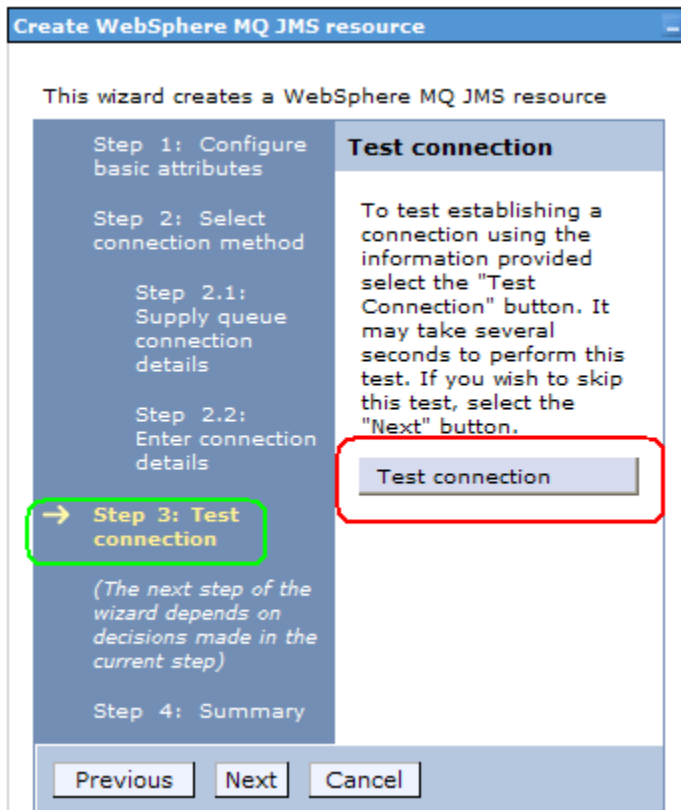 Create WebSphere MQ JMS resource
This wizard creates a WebSphere MQ JMS resource
Step 1: Configure
basic attributes
Step 2: Select
connection method
Step 2.1:
Supply queue
connection
details
Step 2.2:
Enter connection
details
Step 3: Test
connection
(The next step of the
wizard depends on
decisions made in the
current step)
Step 4: Summary
Test connection
To test establishing a
connection using the
information provided
select the "Test
Connection" button. It
may take several
seconds to perform this
test. If you wish to skip
this test, select the
"Next" button.
Test connection
Previous Next Cancel